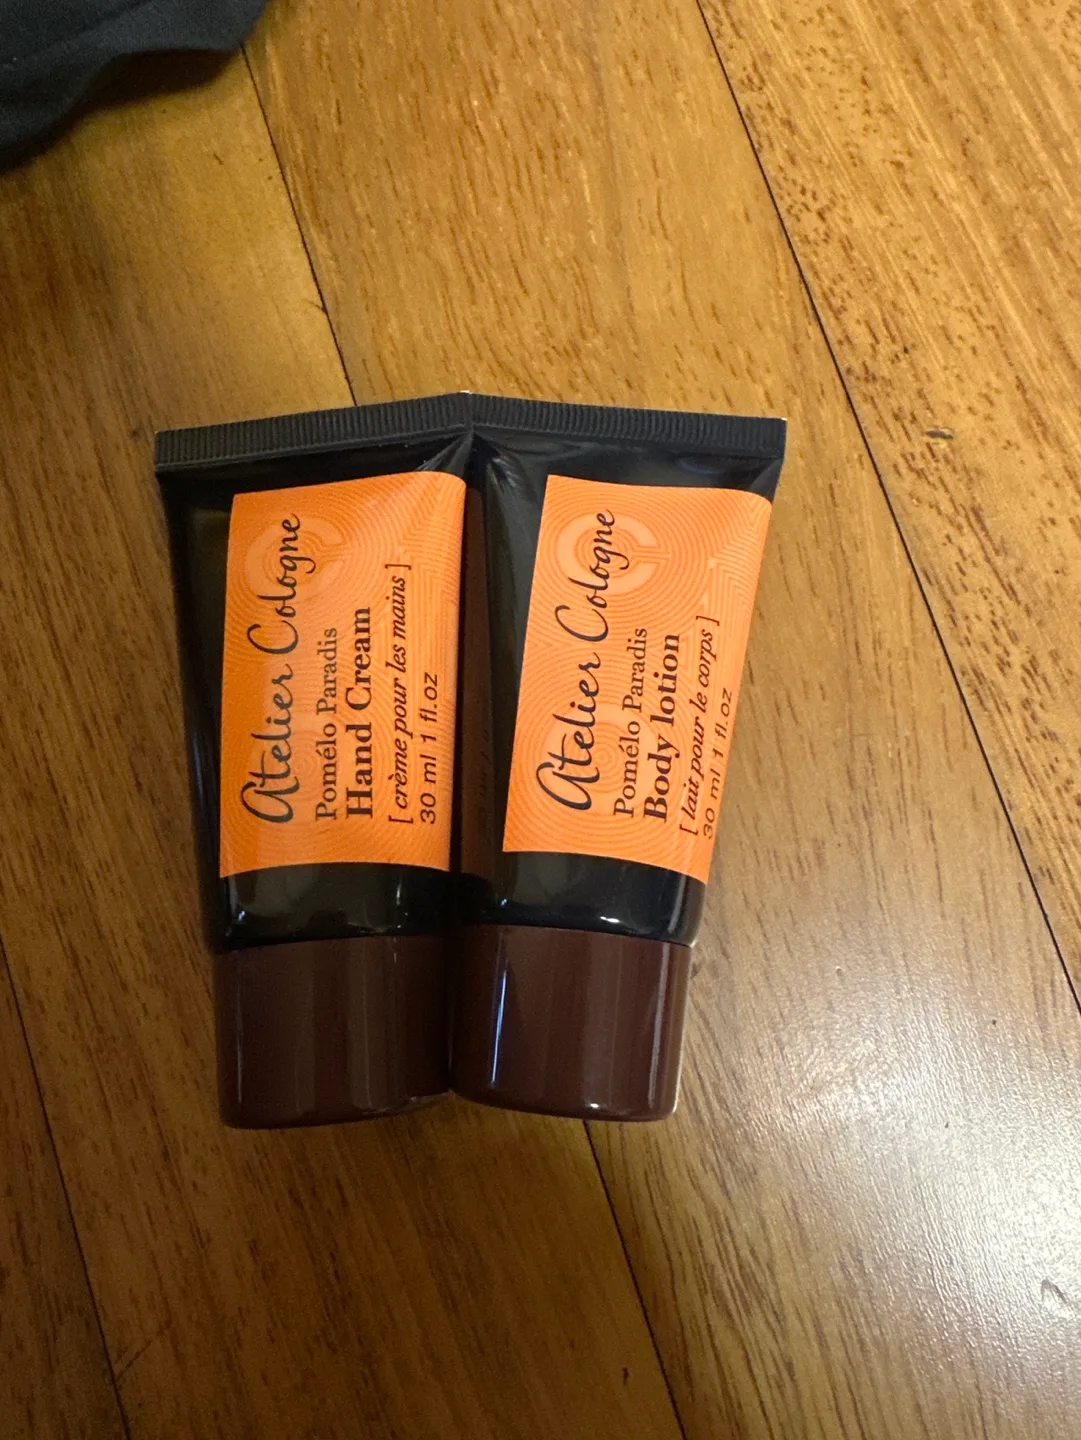 Atelier Cologne
Pomélo Paradis
Hand Cream
[ crème pour les mains ]
30 ml 1 fl.oz
Atelier Cologne
Pomélo Paradis
Body lotion
[ lait pour le corps ]
30 ml 1 fl.oz